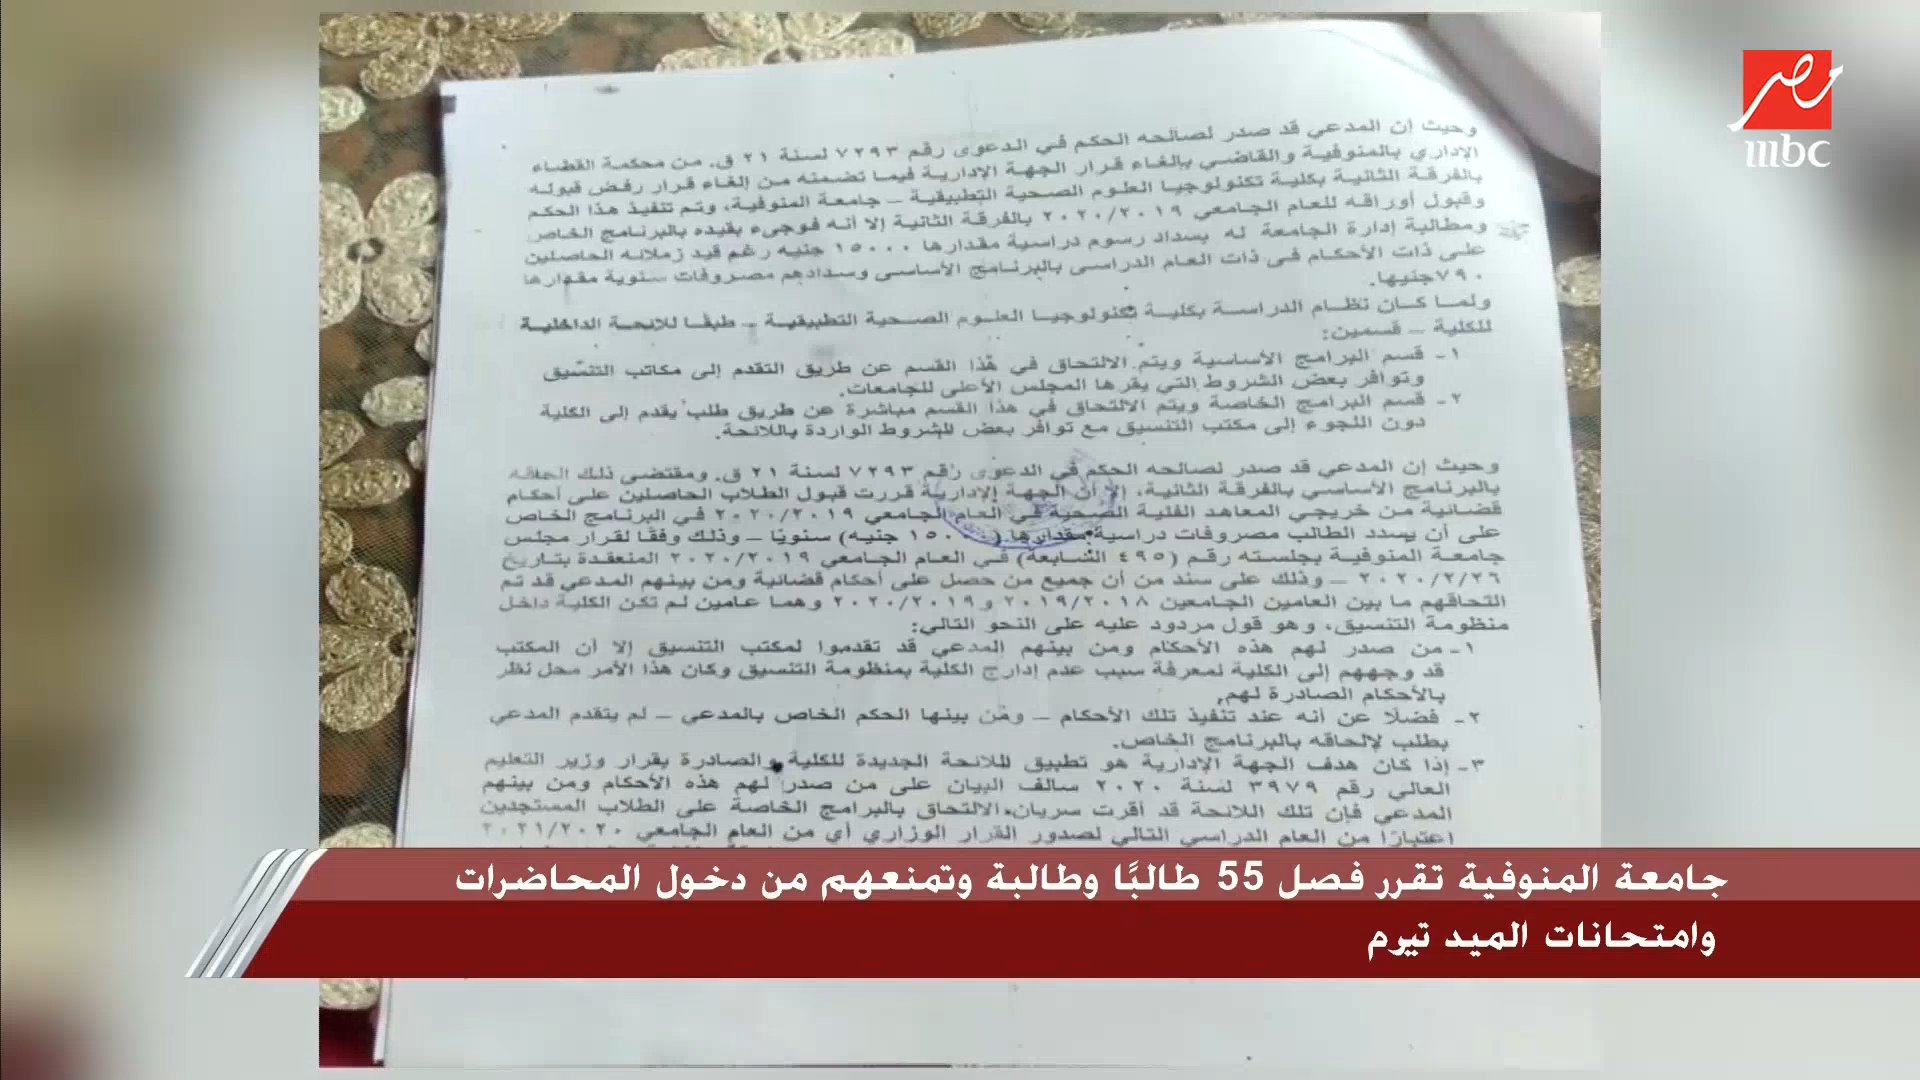 مصر
mbc
وحيث إن المدعي قد صدر لصالحه الحكم في الدعوى رقم ٧٢٩٣ لسنة ٢١ ق. من محكمة القضاء
الإداري بالمنوفية والقاضي بإلغاء قرار الجهة الإدارية فيما تضمنه من إلغاء قرار رفض قبوله
بالفرقة الثانية بكلية تكنولوجيا العلوم الصحية التطبيقية – جامعة المنوفية، وتم تنفيذ هذا الحكم
وقبول أوراقه للعام الجامعي ٢٠٢٠/٢٠١٩ بالفرقة الثانية إلا أنه فوجىء بقيده بالبرنامج الخاص
ومطالبة إدارة الجامعة له بسداد رسوم دراسية مقدارها ١٥٠٠٠ جنيه رغم قيد زملائه الحاصلين
على ذات الأحكام فى ذات العام الدراسى بالبرنامج الأساسى وسدادهم مصروفات سنوية مقدارها
٧٩٠جنيها.
ولما كان نظام الدراسة بكلية تكنولوجيا العلوم الصحية التطبيقية – طبقا للائحة الداخلية
للكلية – قسمين:
١- قسم البرامج الأساسية ويتم الالتحاق في هذا القسم عن طريق التقدم إلى مكاتب التنسيق
وتوافر بعض الشروط التي يقرها المجلس الأعلى للجامعات.
٢- قسم البرامج الخاصة ويتم الالتحاق في هذا القسم مباشرة عن طريق طلب يقدم إلى الكلية
دون اللجوء إلى مكتب التنسيق مع توافر بعض الشروط الواردة باللائحة.
وحيث إن المدعي قد صدر لصالحه الحكم في الدعوى رقم ٧٢٩٣ لسنة ٢١ ق. ومقتضى ذلك الحاقه
بالبرنامج الأساسي بالفرقة الثانية، إلا أن الجهة الإدارية قررت قبول الطلاب الحاصلين على أحكام
قضائية من خريجي المعاهد الفنية الصحية في العام الجامعي ٢٠٢٠/٢٠١٩ في البرنامج الخاص
على أن يسدد الطالب مصروفات دراسية مقدارها (١٥٠٠٠ جنيه) سنويًا – وذلك وفقًا لقرار مجلس
جامعة المنوفية بجلسته رقم (٤٩٥ السابعة) في العام الجامعي ٢٠٢٠/٢٠١٩ المنعقدة بتاريخ
٢٠٢٠/٢/٢٦ – وذلك على سند من أن جميع من حصل على أحكام قضائية ومن بينهم المدعي قد تم
التحاقهم ما بين العامين الجامعين ٢٠١٩/٢٠١٨ و٢٠٢٠/٢٠١٩ وهما عامين لم تكن الكلية داخل
منظومة التنسيق، وهو قول مردود عليه على النحو التالي:
١- من صدر لهم هذه الأحكام ومن بينهم المدعي قد تقدموا لمكتب التنسيق إلا أن المكتب
قد وجههم إلى الكلية لمعرفة سبب عدم إدارج الكلية بمنظومة التنسيق وكان هذا الأمر محل نظر
بالأحكام الصادرة لهم.
٢- فضلًا عن أنه عند تنفيذ تلك الأحكام – ومن بينها الحكم الخاص بالمدعي – لم يتقدم المدعي
بطلب لإلحاقه بالبرنامج الخاص.
٣- إذا كان هدف الجهة الإدارية هو تطبيق للائحة الجديدة للكلية والصادرة بقرار وزير التعليم
العالي رقم ٣٩٧٩ لسنة ٢٠٢٠ سالف البيان على من صدر لهم هذه الأحكام ومن بينهم
المدعي فإن تلك اللائحة قد أقرت سريان الالتحاق بالبرامج الخاصة على الطلاب المستجدين
اعتبارًا من العام الدراسي التالي لصدور القرار الوزاري أي من العام الجامعي ٢٠٢١/٢٠٢٠
جامعة المنوفية تقرر فصل 55 طالبًا وطالبة وتمنعهم من دخول المحاضرات
وامتحانات الميد تيرم